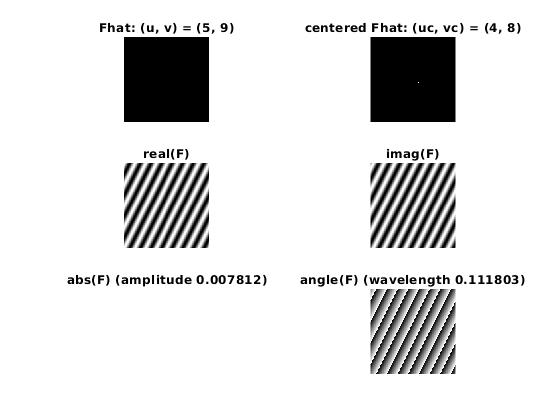 Fhat: (u, v) = (5, 9)
centered Fhat: (uc, vc) = (4, 8)
real(F)
imag(F)
abs(F) (amplitude 0.007812)
angle(F) (wavelength 0.111803)